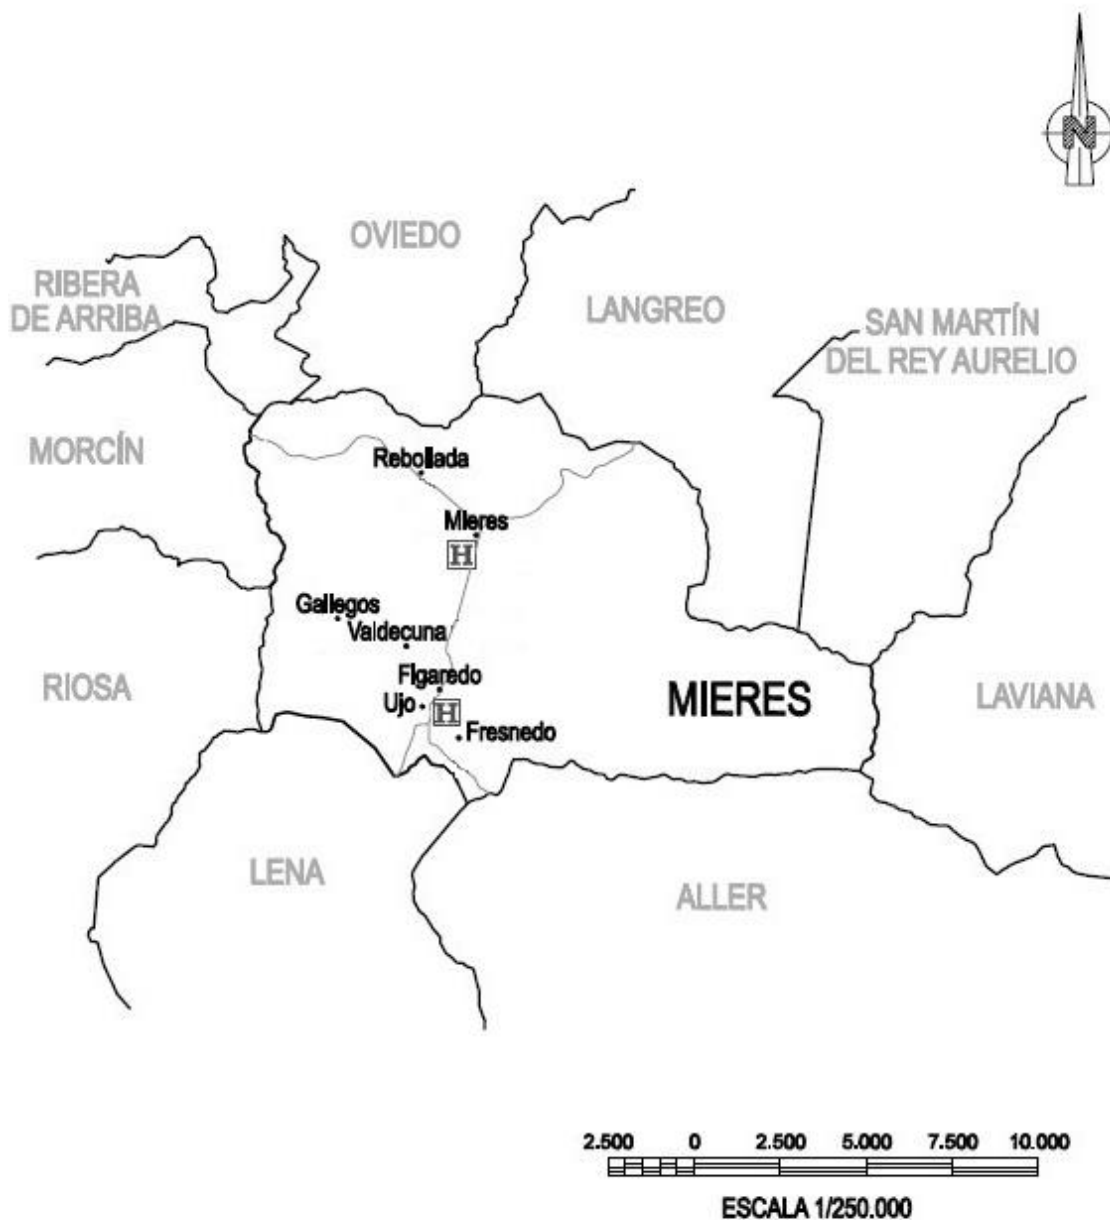 N
OVIEDO
RIBERA
DE ARRIBA
LANGREO
SAN MARTÍN
DEL REY AURELIO
MORCÍN
Rebollada
Mieres
H
Gallegos
Valdecuna
Figaredo
RIOSA
Ujo
H
MIERES
LAVIANA
Fresnedo
LENA
ALLER
2.500 0 2.500 5.000 7.500 10.000
ESCALA 1/250.000